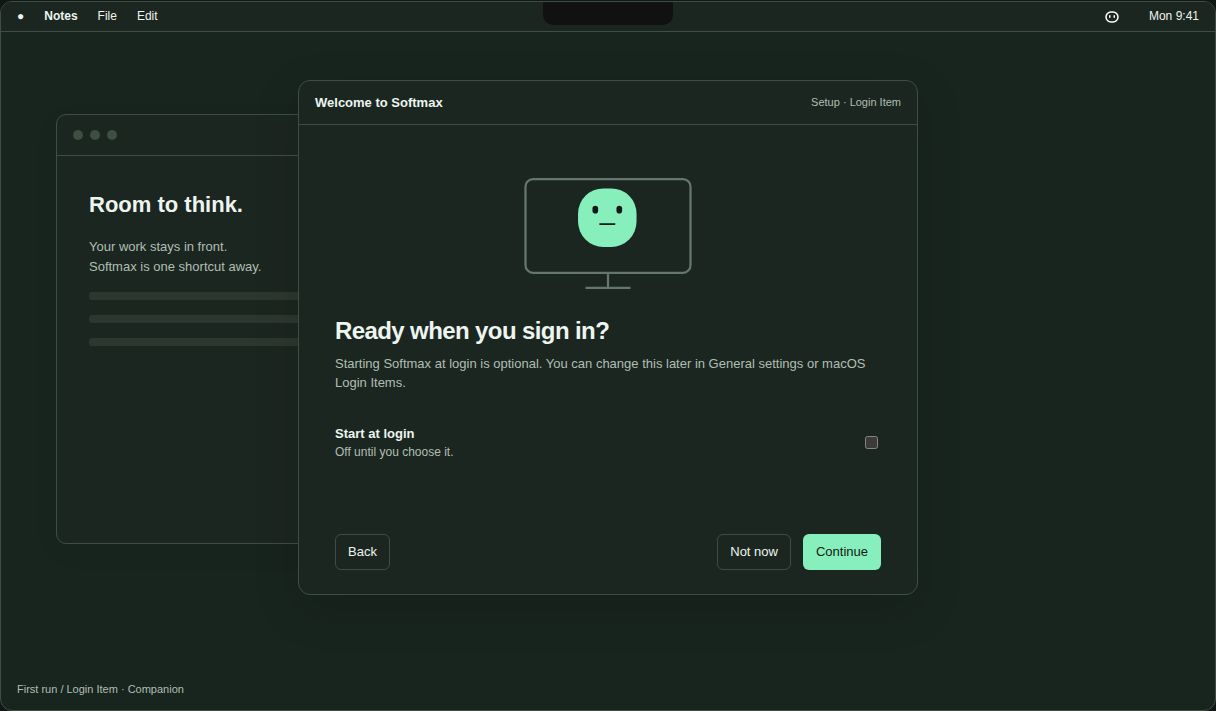 Notes File Edit
Mon 9:41
Welcome to Softmax
Setup · Login Item
Room to think.
Your work stays in front.
Softmax is one shortcut away.
Ready when you sign in?
Starting Softmax at login is optional. You can change this later in General settings or macOS
Login Items.
Start at login
Off until you choose it.
Back
Not now
Continue
First run / Login Item · Companion